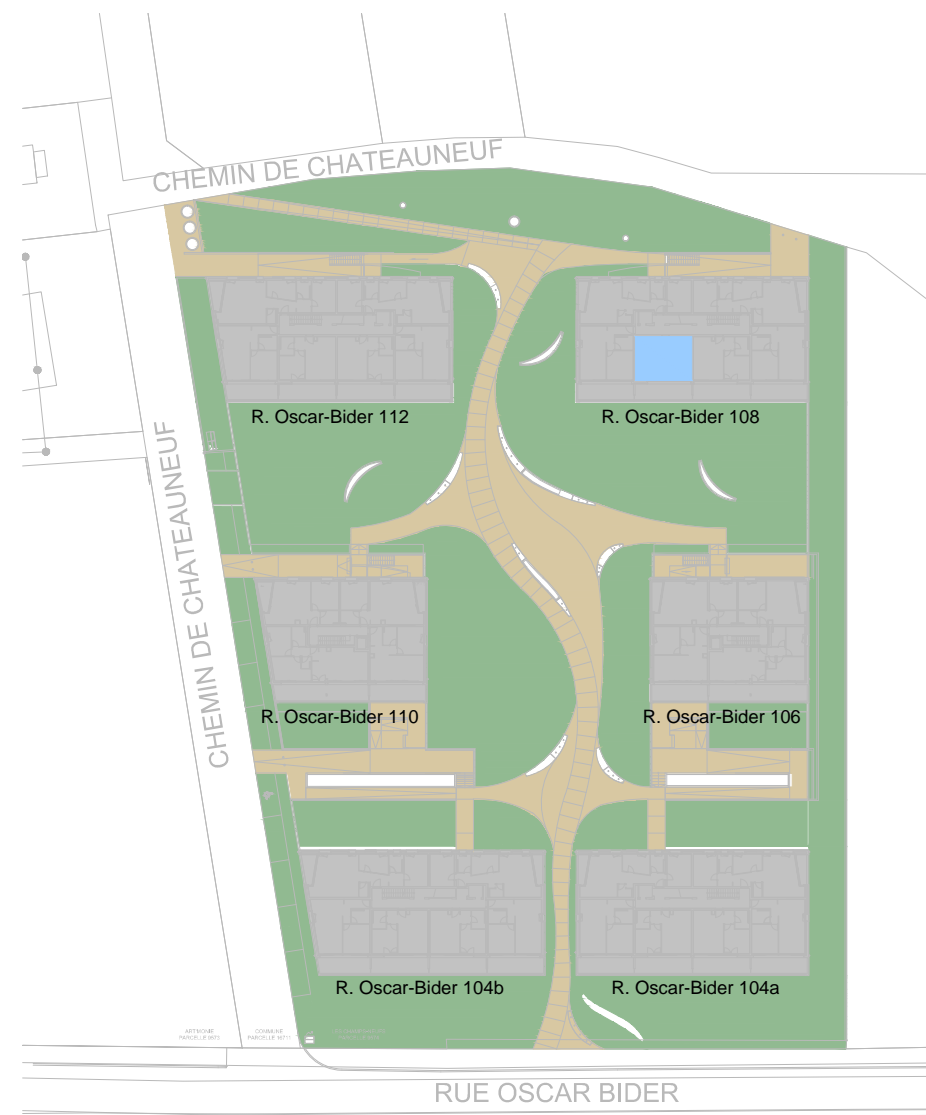 CHEMIN DE CHATEAUNEUF
R. Oscar-Bider 112
R. Oscar-Bider 108
CHEMIN DE CHATEAUNEUF
R. Oscar-Bider 110
R. Oscar-Bider 106
R. Oscar-Bider 104b
R. Oscar-Bider 104a
COMMUNE
RUE OSCAR BIDER